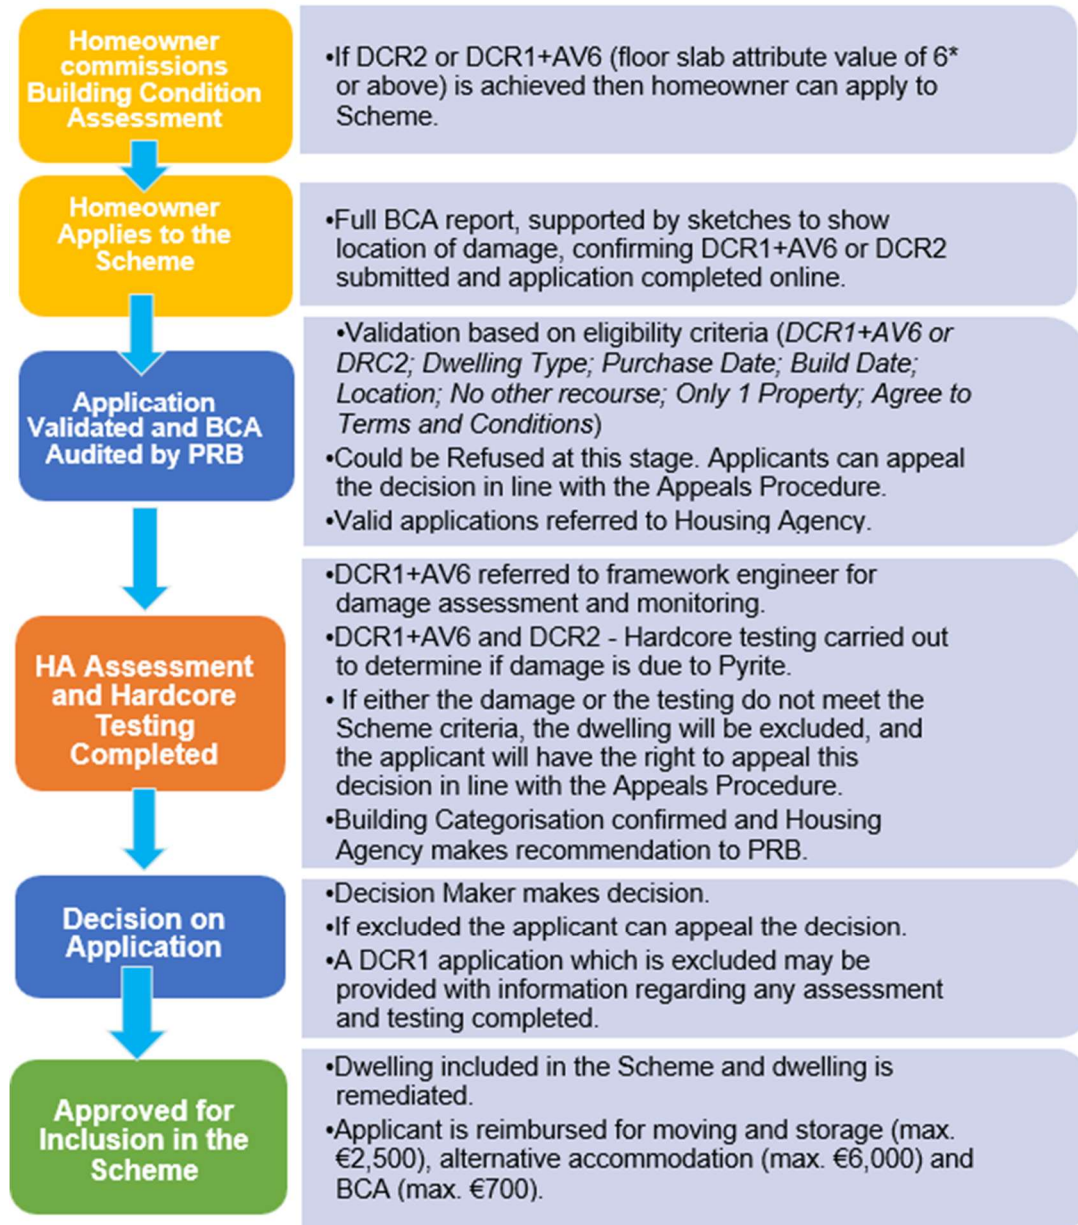 Homeowner
commissions
Building Condition
Assessment
•If DCR2 or DCR1+AV6 (floor slab attribute value of 6*
or above) is achieved then homeowner can apply to
Scheme.
Homeowner
Applies to the
Scheme
•Full BCA report, supported by sketches to show
location of damage, confirming DCR1+AV6 or DCR2
submitted and application completed online.
Application
Validated and BCA
Audited by PRB
•Validation based on eligibility criteria (DCR1+AV6 or
DRC2; Dwelling Type; Purchase Date; Build Date;
Location; No other recourse; Only 1 Property; Agree to
Terms and Conditions)
•Could be Refused at this stage. Applicants can appeal
the decision in line with the Appeals Procedure.
•Valid applications referred to Housing Agency.
HA Assessment
and Hardcore
Testing
Completed
•DCR1+AV6 referred to framework engineer for
damage assessment and monitoring.
•DCR1+AV6 and DCR2 - Hardcore testing carried out
to determine if damage is due to Pyrite.
• If either the damage or the testing do not meet the
Scheme criteria, the dwelling will be excluded, and
the applicant will have the right to appeal this
decision in line with the Appeals Procedure.
•Building Categorisation confirmed and Housing
Agency makes recommendation to PRB.
Decision on
Application
•Decision Maker makes decision.
•If excluded the applicant can appeal the decision.
•A DCR1 application which is excluded may be
provided with information regarding any assessment
and testing completed.
Approved for
Inclusion in the
Scheme
•Dwelling included in the Scheme and dwelling is
remediated.
•Applicant is reimbursed for moving and storage (max.
€2,500), alternative accommodation (max. €6,000) and
BCA (max. €700).